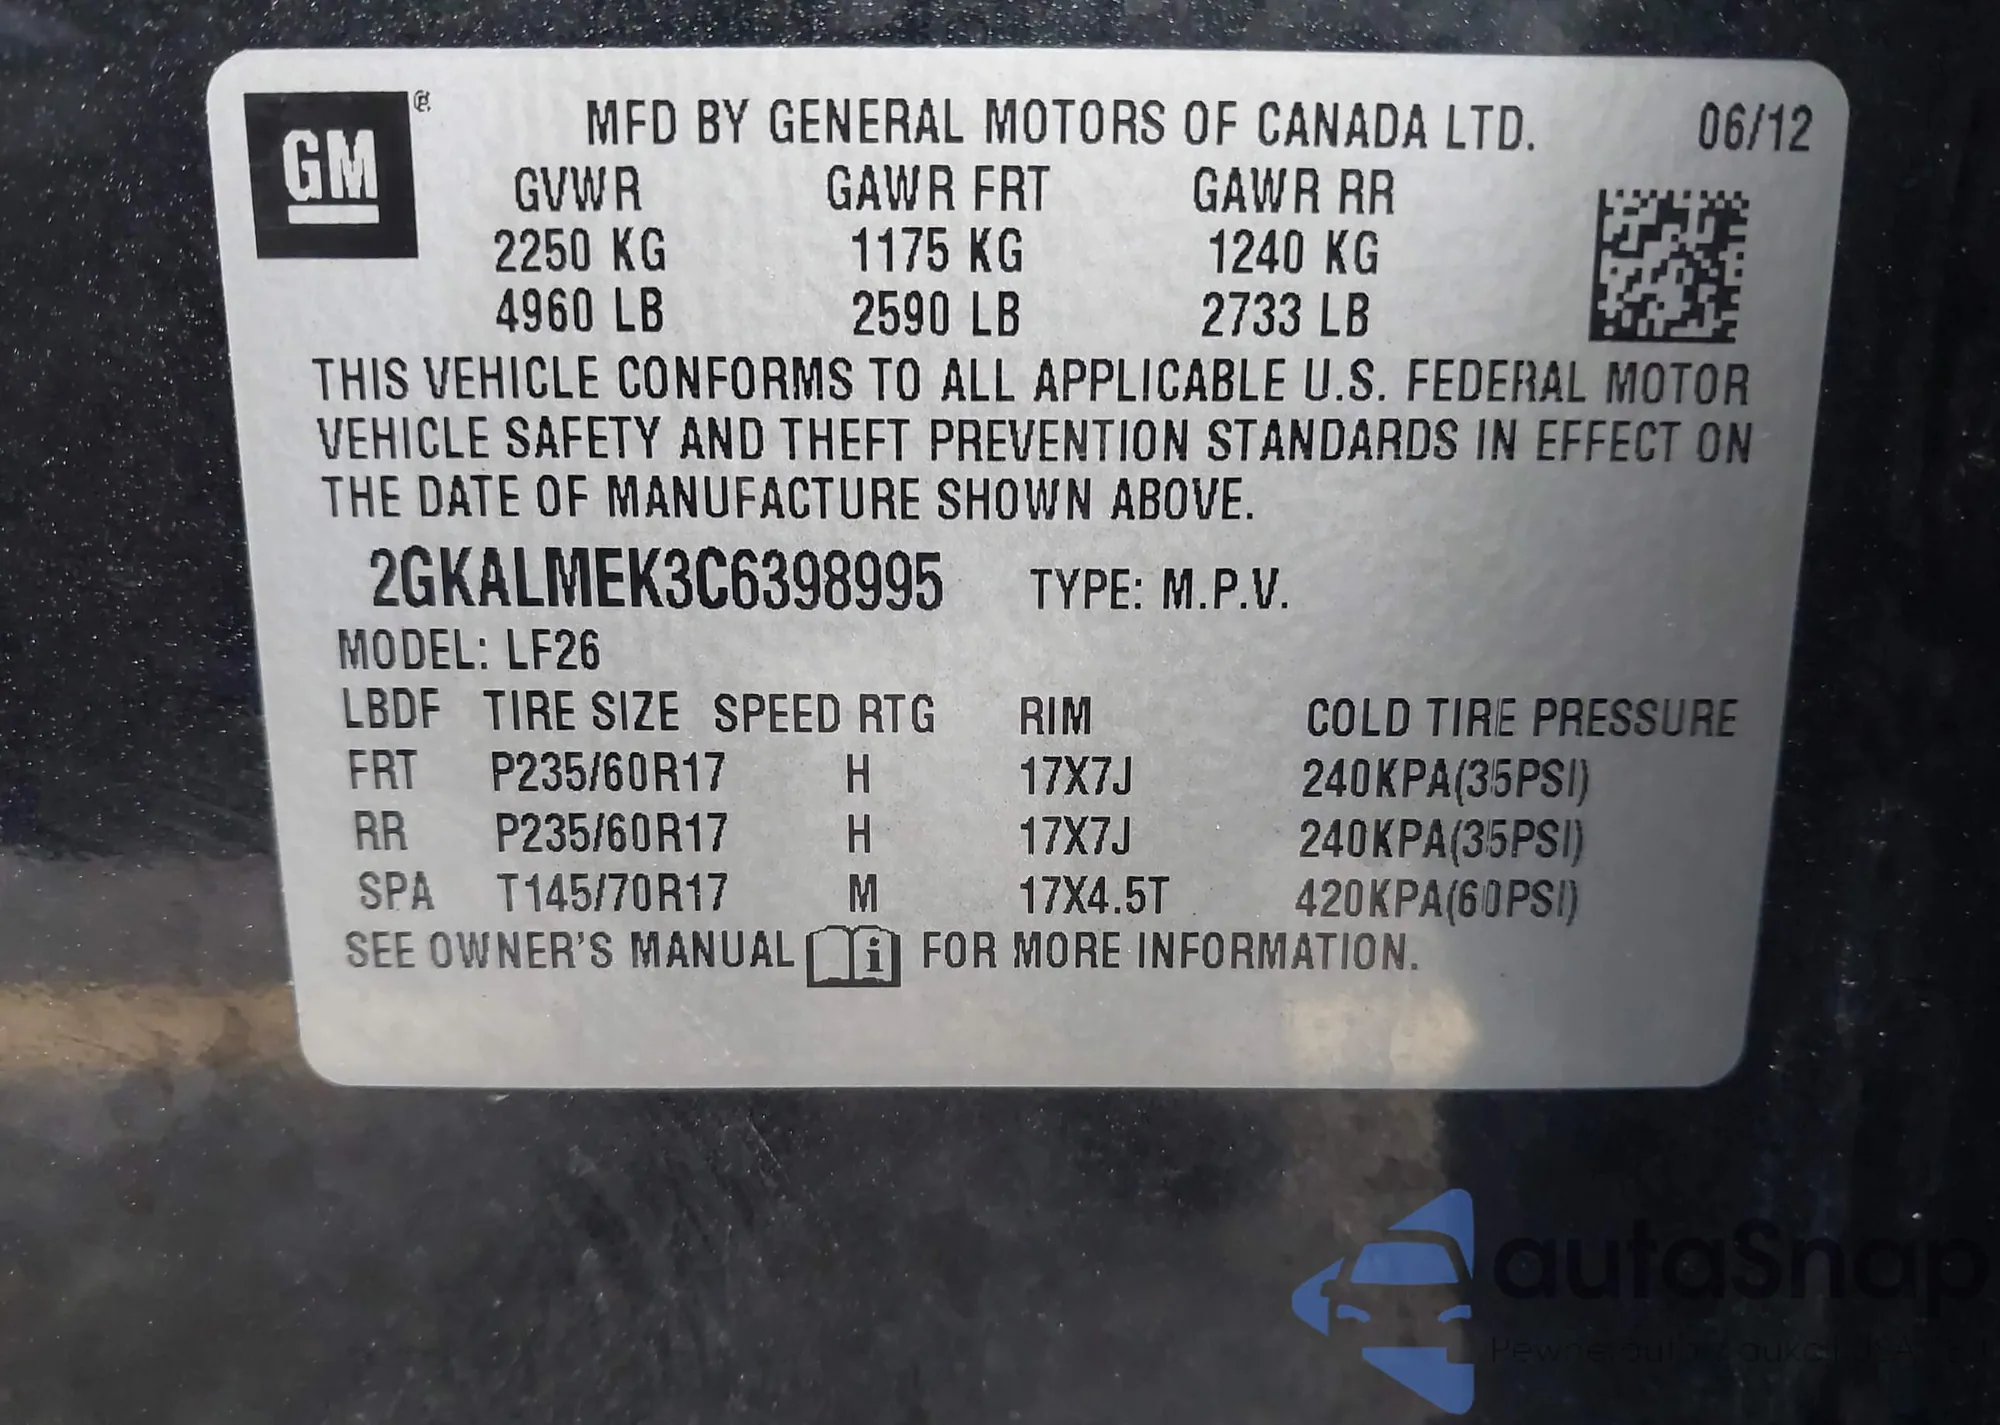 GM ®
MFD BY GENERAL MOTORS OF CANADA LTD. 06/12
GVWR GAWR FRT GAWR RR
2250 KG 1175 KG 1240 KG
4960 LB 2590 LB 2733 LB
THIS VEHICLE CONFORMS TO ALL APPLICABLE U.S. FEDERAL MOTOR
VEHICLE SAFETY AND THEFT PREVENTION STANDARDS IN EFFECT ON
THE DATE OF MANUFACTURE SHOWN ABOVE.
2GKALMEK3C6398995 TYPE: M.P.V.
MODEL: LF26
LBDF TIRE SIZE SPEED RTG RIM COLD TIRE PRESSURE
FRT P235/60R17 H 17X7J 240KPA(35PSI)
RR P235/60R17 H 17X7J 240KPA(35PSI)
SPA T145/70R17 M 17X4.5T 420KPA(60PSI)
SEE OWNER'S MANUAL i FOR MORE INFORMATION.
autaSnap